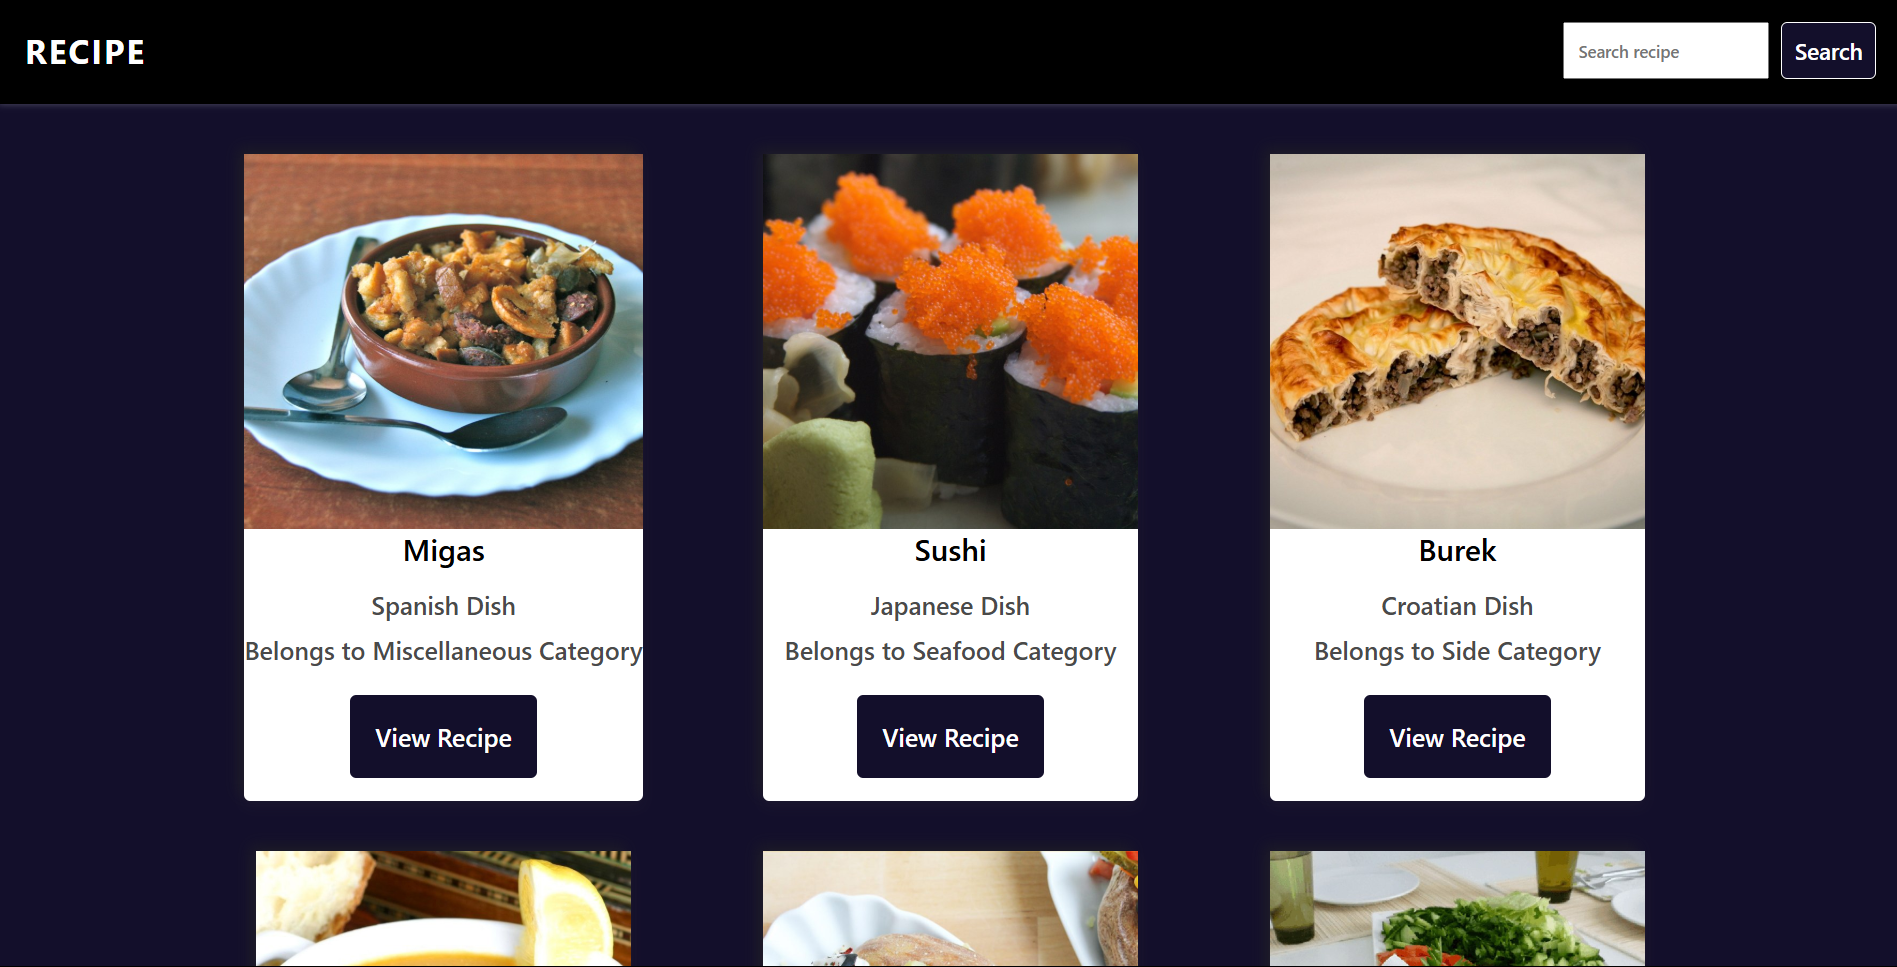 RECIPE
Search recipe
Search
Migas
Spanish Dish
Belongs to Miscellaneous Category
View Recipe
Sushi
Japanese Dish
Belongs to Seafood Category
View Recipe
Burek
Croatian Dish
Belongs to Side Category
View Recipe